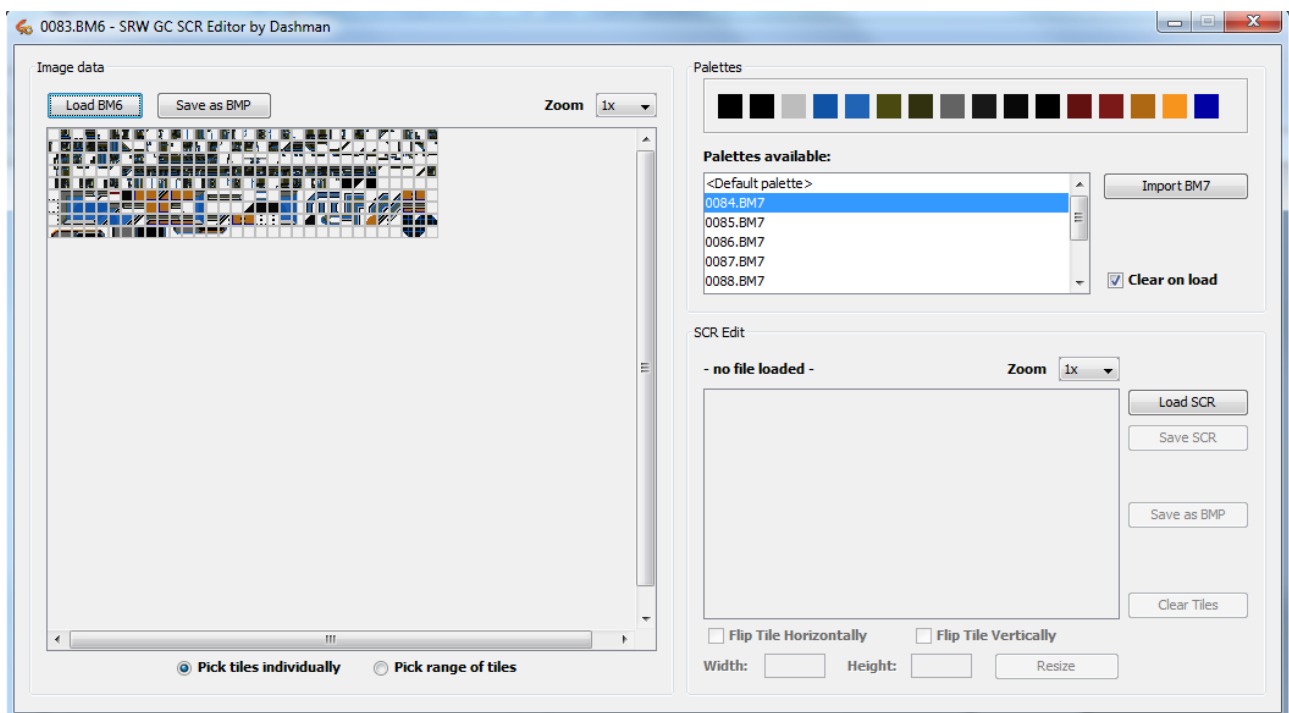 0083.BM6 - SRW GC SCR Editor by Dashman
Image data
Load BM6
Save as BMP
Zoom
1x
Pick tiles individually
Pick range of tiles
Palettes
Palettes available:
<Default palette>
0084.BM7
0085.BM7
0086.BM7
0087.BM7
0088.BM7
Import BM7
Clear on load
SCR Edit
- no file loaded -
Zoom
1x
Load SCR
Save SCR
Save as BMP
Clear Tiles
Flip Tile Horizontally
Flip Tile Vertically
Width:
Height:
Resize